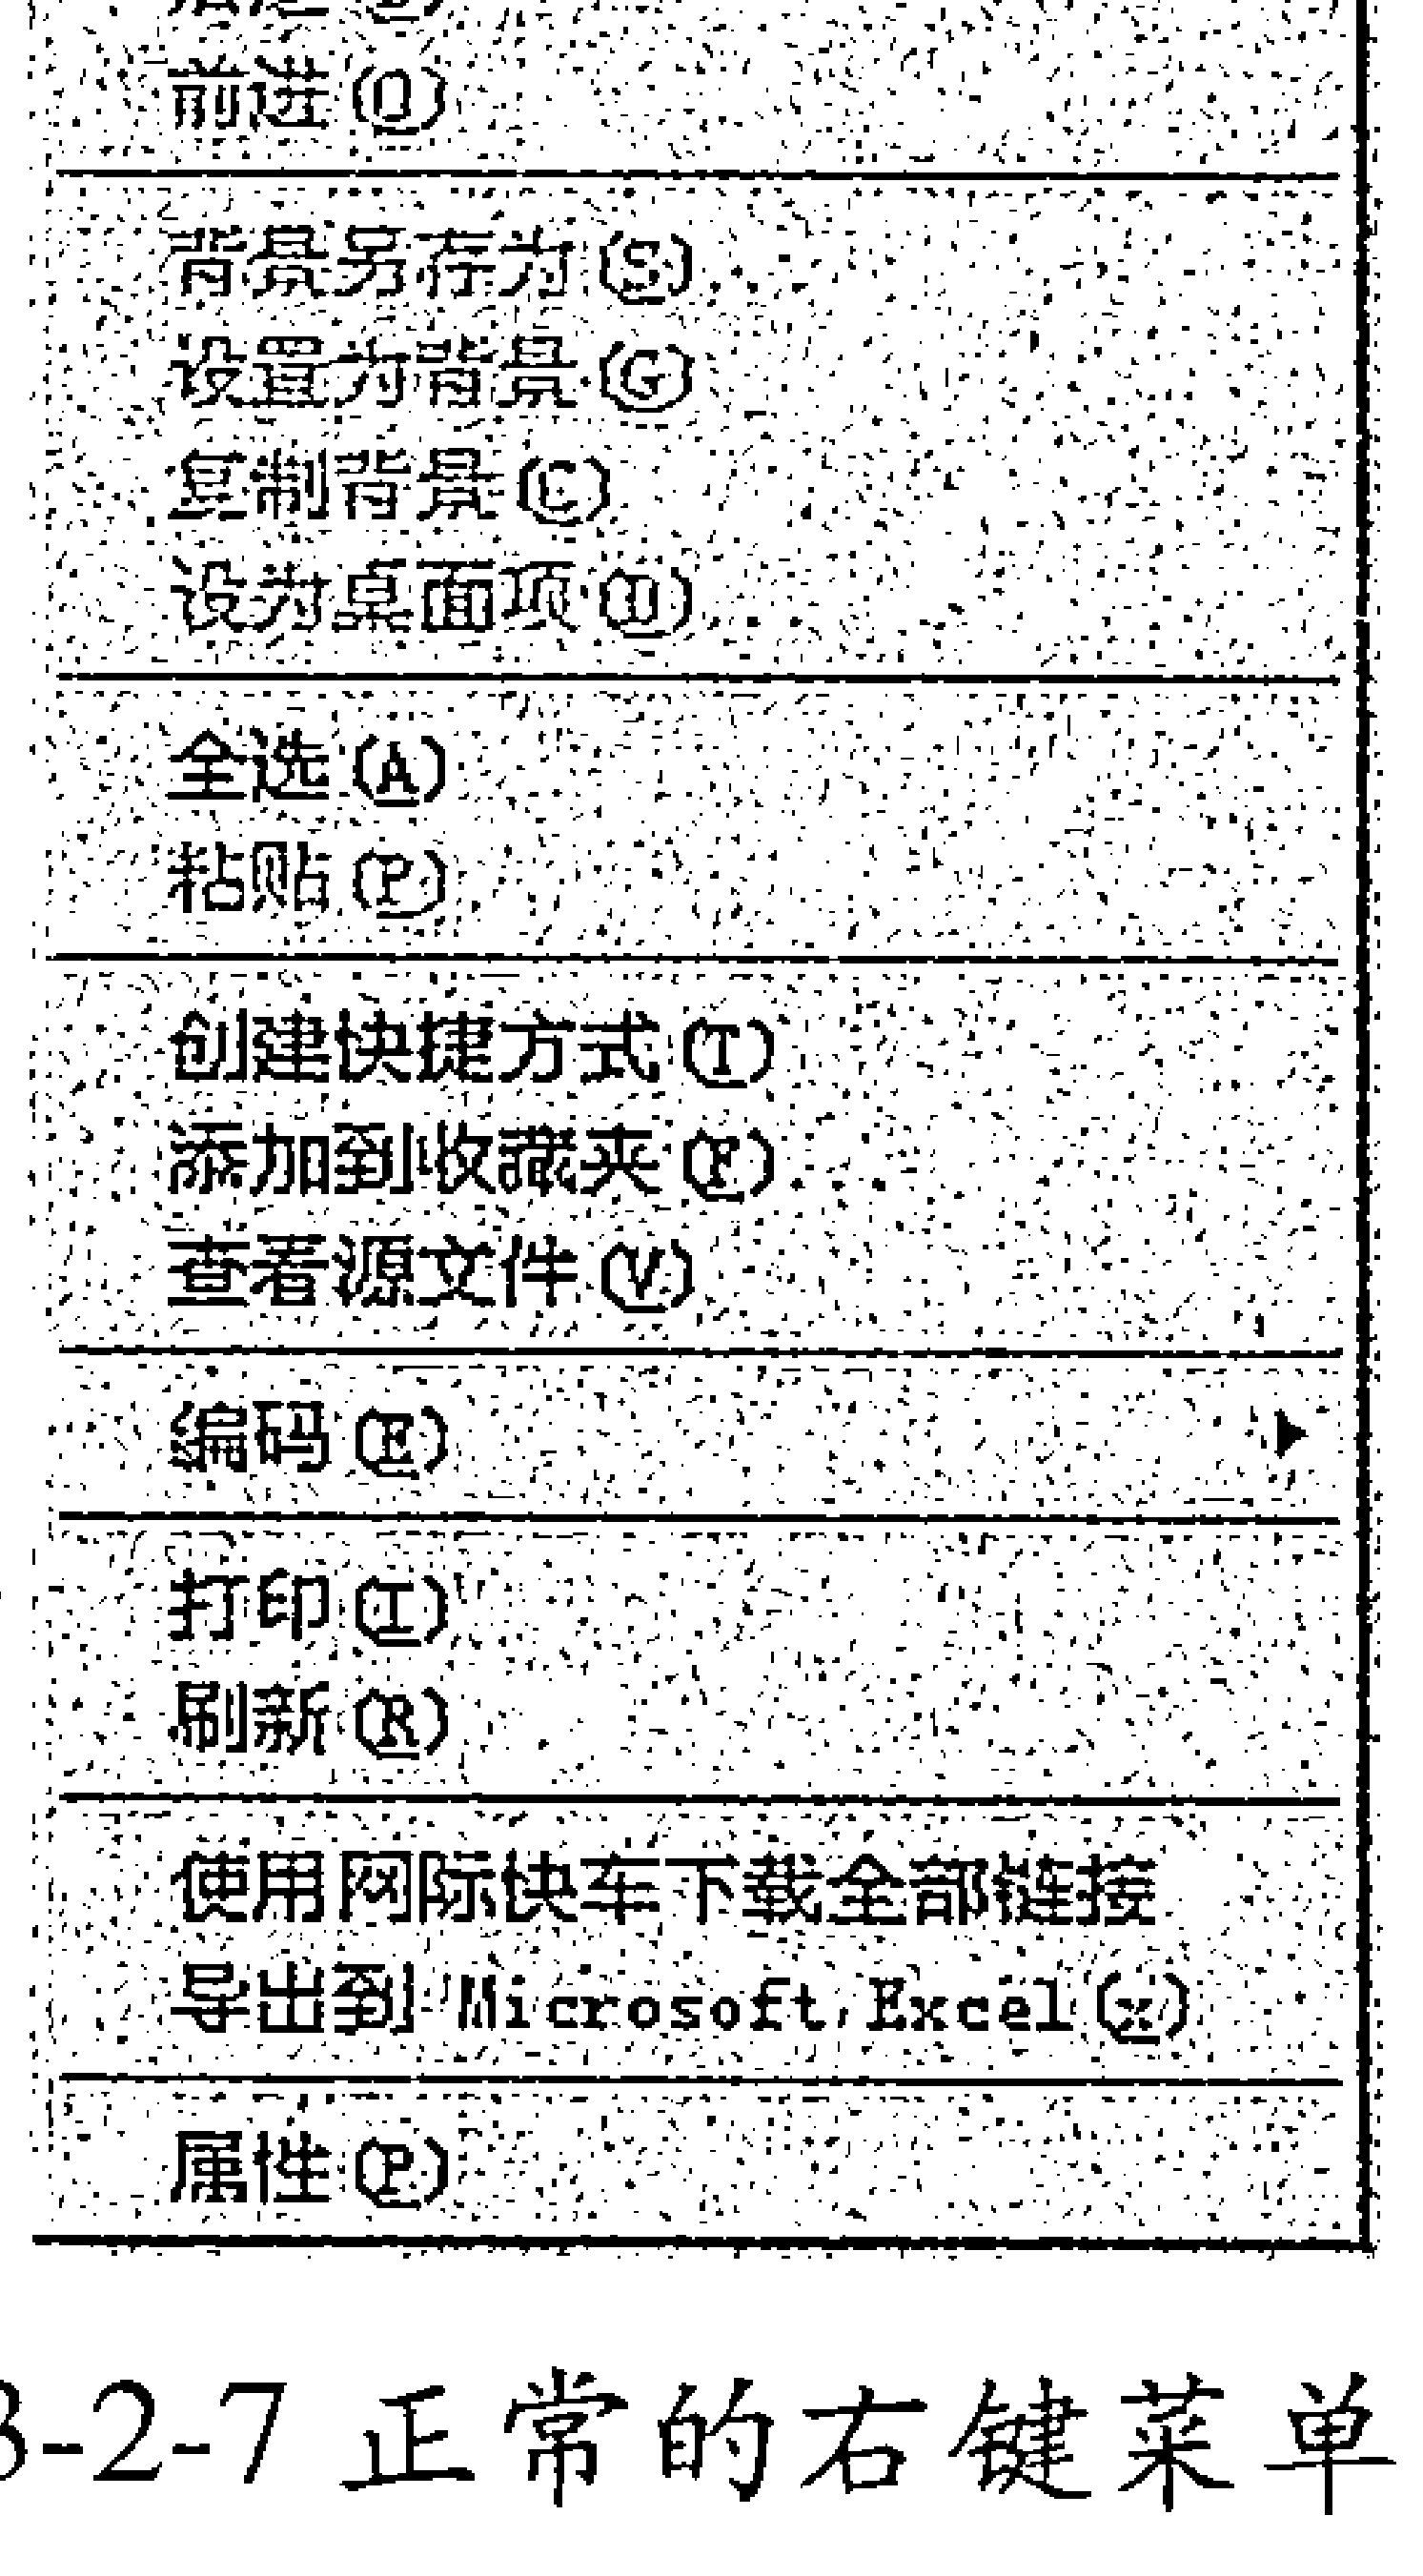 前进(O)
背景另存为(S)...
设置为背景(G)
复制背景(C)
设为桌面项(D)...
全选(A)
粘贴(P)
创建快捷方式(T)
添加到收藏夹(F)...
查看源文件(V)
编码(E)
打印(I)
刷新(R)
使用网际快车下载全部链接
导出到 Microsoft Excel(x)
属性(P)
3-2-7 正常的右键菜单